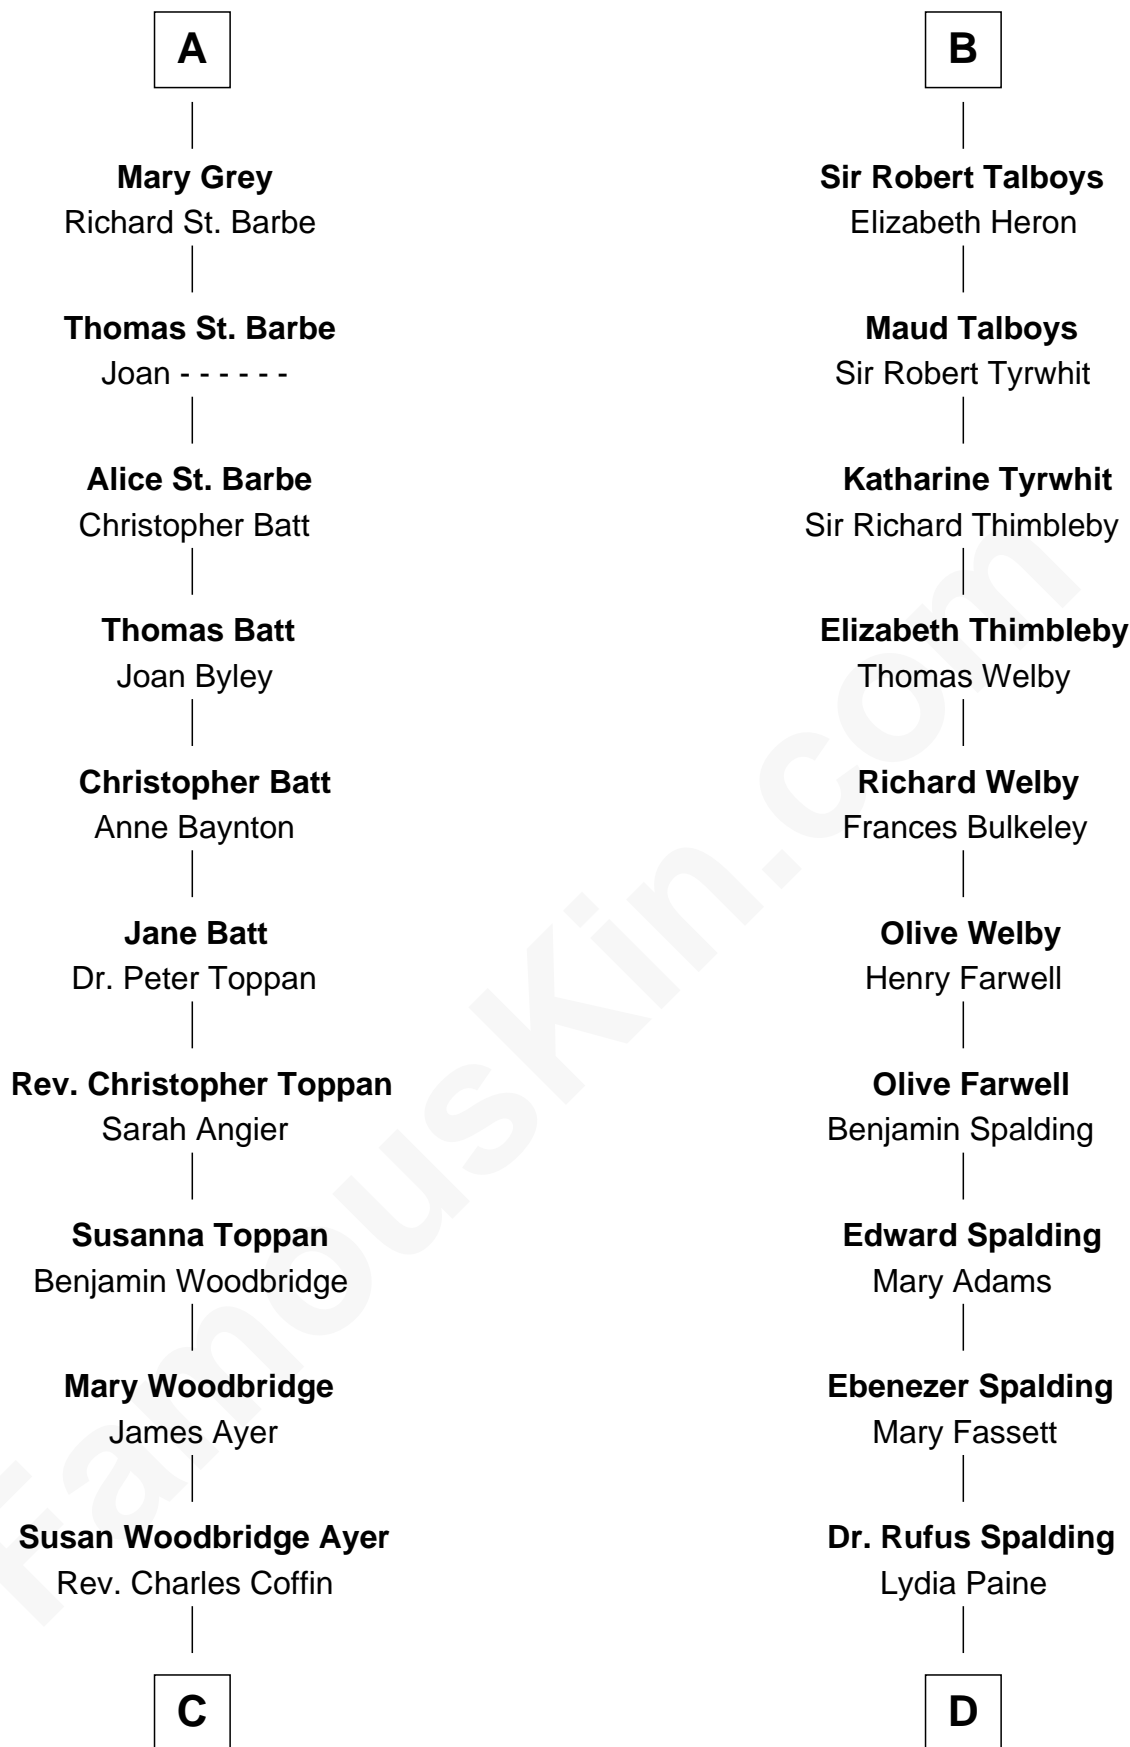 A
Mary Grey
Richard St. Barbe
Thomas St. Barbe
Joan - - - - - -
Alice St. Barbe
Christopher Batt
Thomas Batt
Joan Byley
Christopher Batt
Anne Baynton
Jane Batt
Dr. Peter Toppan
Rev. Christopher Toppan
Sarah Angier
Susanna Toppan
Benjamin Woodbridge
Mary Woodbridge
James Ayer
Susan Woodbridge Ayer
Rev. Charles Coffin
C
B
Sir Robert Talboys
Elizabeth Heron
Maud Talboys
Sir Robert Tyrwhit
Katharine Tyrwhit
Sir Richard Thimbleby
Elizabeth Thimbleby
Thomas Welby
Richard Welby
Frances Bulkeley
Olive Welby
Henry Farwell
Olive Farwell
Benjamin Spalding
Edward Spalding
Mary Adams
Ebenezer Spalding
Mary Fassett
Dr. Rufus Spalding
Lydia Paine
D
FamousKin.com